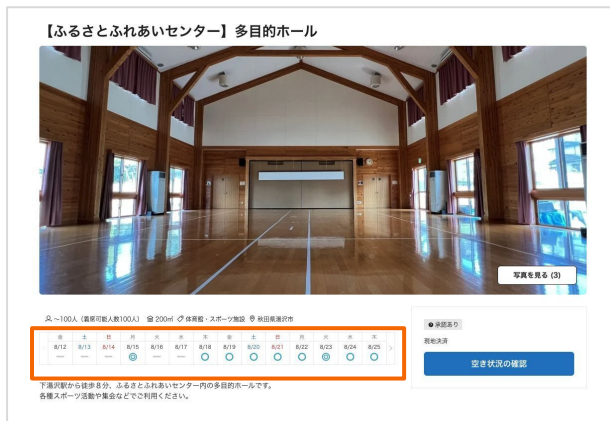 【ふるさとふれあいセンター】多目的ホール
写真を見る (3)
～100人（着席可能人数100人） 200㎡ 体育館・スポーツ施設 秋田県湯沢市
金 土 日 月 火 水 木 金 土 日 月 火 水 木
8/12 8/13 8/14 8/15 8/16 8/17 8/18 8/19 8/20 8/21 8/22 8/23 8/24 8/25
— — — ◎ — — ○ ○ ○ ○ ○ ◎ ○ ○
下湯沢駅から徒歩８分、ふるさとふれあいセンター内の多目的ホールです。
各種スポーツ活動や集会などでご利用ください。
承認あり
現地決済
空き状況の確認